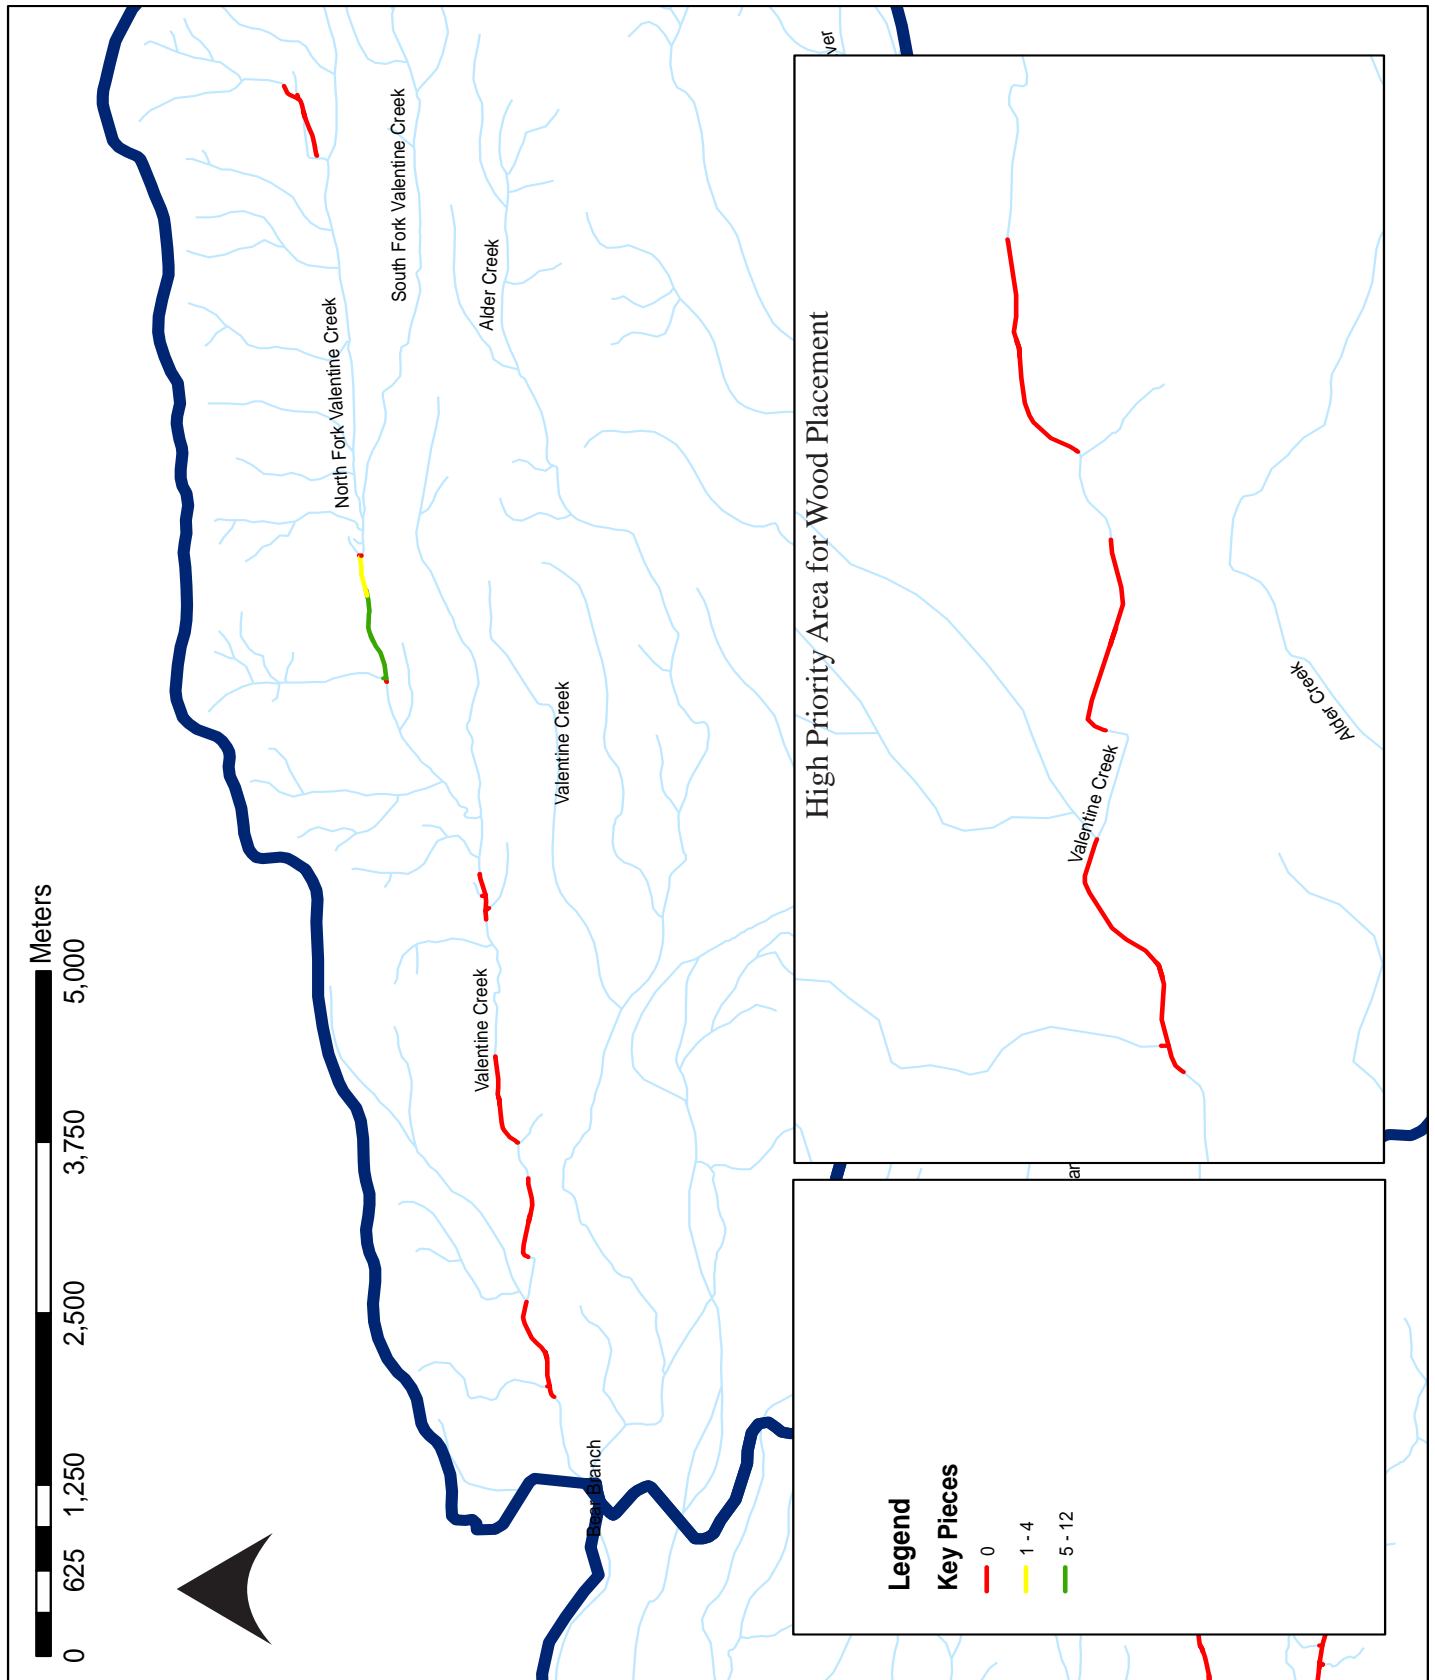 Meters
0 625 1,250 2,500 3,750 5,000
North Fork Valentine Creek
South Fork Valentine Creek
Alder Creek
Valentine Creek
Valentine Creek
Bear Branch
ver
ar
High Priority Area for Wood Placement
Valentine Creek
Alder Creek
Legend
Key Pieces
0
1 - 4
5 - 12